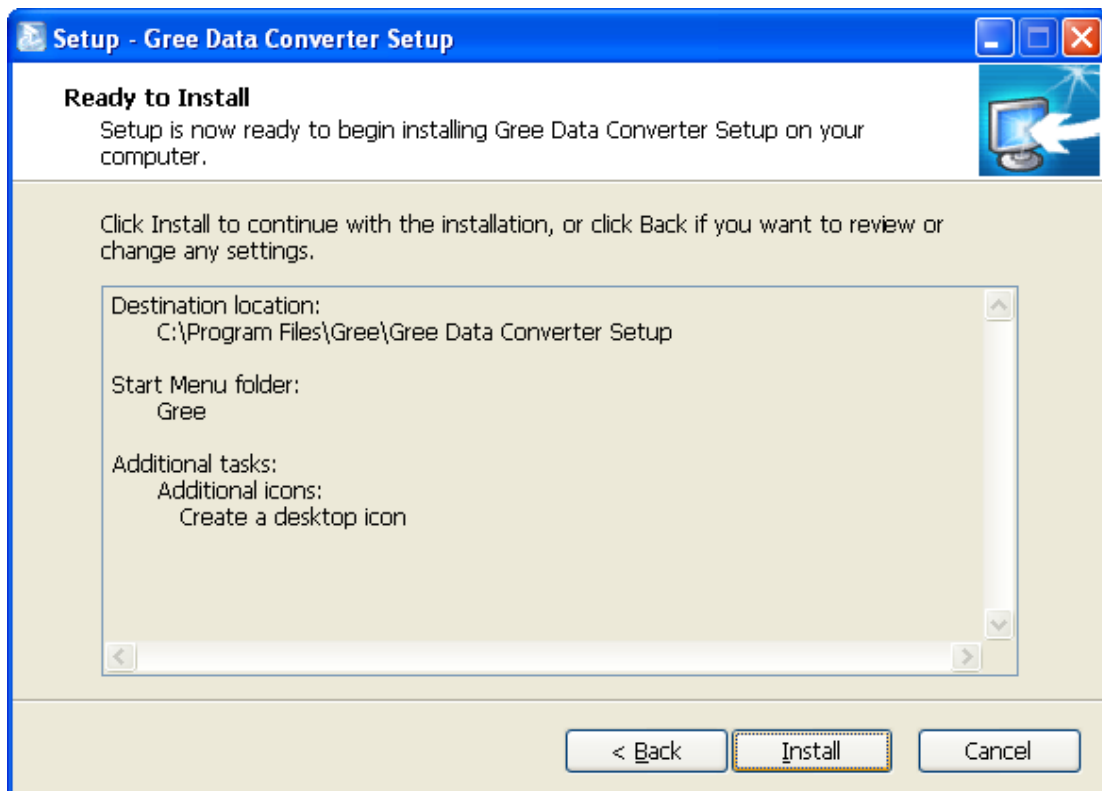 Setup - Gree Data Converter Setup
Ready to Install
Setup is now ready to begin installing Gree Data Converter Setup on your
computer.
Click Install to continue with the installation, or click Back if you want to review or
change any settings.
Destination location:
C:\Program Files\Gree\Gree Data Converter Setup
Start Menu folder:
Gree
Additional tasks:
Additional icons:
Create a desktop icon
< Back
Install
Cancel